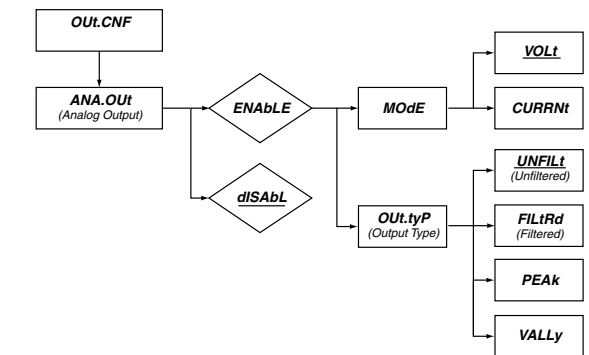 OUt.CNF
ANA.OUt
(Analog Output)
ENAbLE
dISAbL
MOdE
OUt.tyP
(Output Type)
VOLt
CURRNt
UNFILt
(Unfiltered)
FILtRd
(Filtered)
PEAk
VALLy